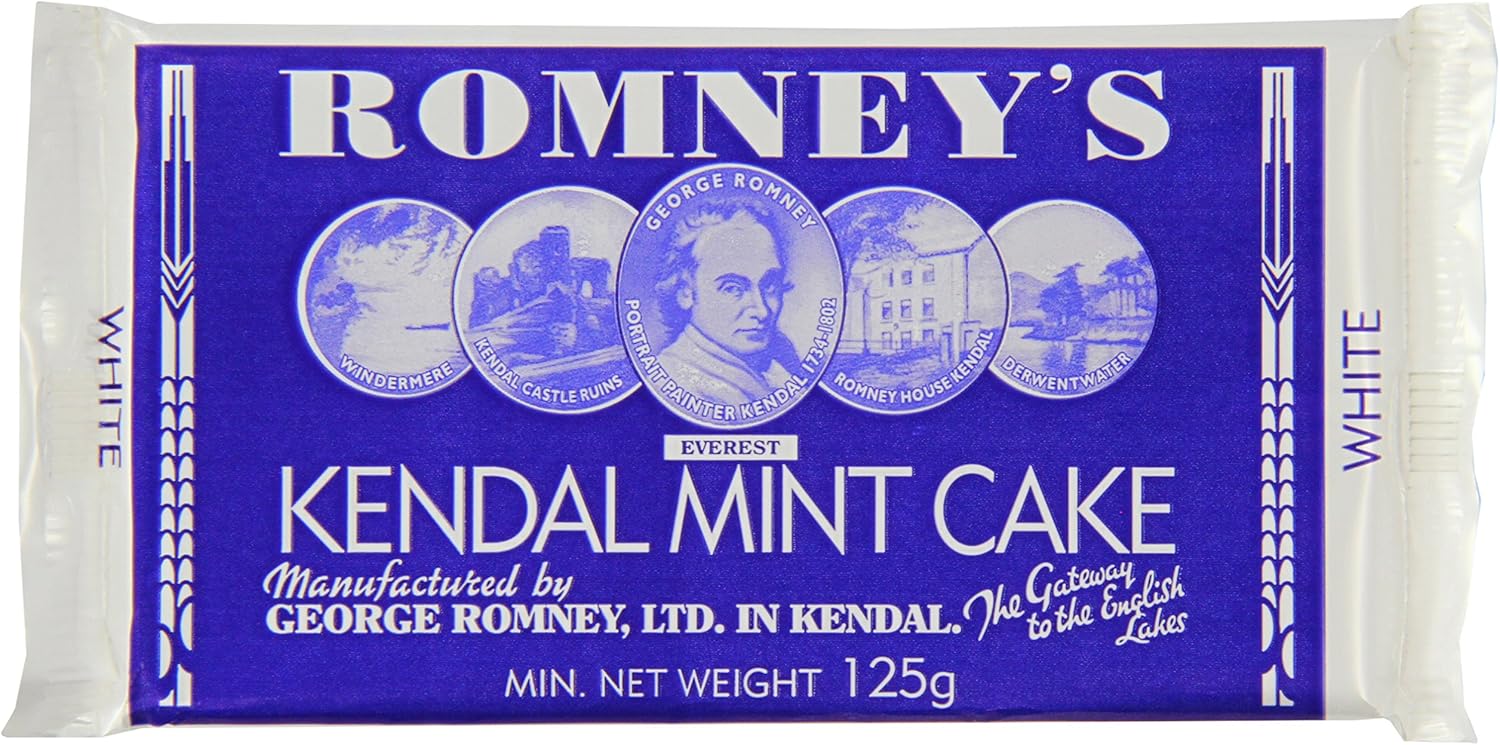 ROMNEY'S
WINDERMERE
KENDAL CASTLE RUINS
GEORGE ROMNEY
PORTRAIT PAINTER KENDAL 1734-1802
ROMNEY HOUSE KENDAL
DERWENTWATER
EVEREST
KENDAL MINT CAKE
Manufactured by
GEORGE ROMNEY, LTD. IN KENDAL.
The Gateway
to the English
Lakes
MIN. NET WEIGHT 125g
WHITE
WHITE